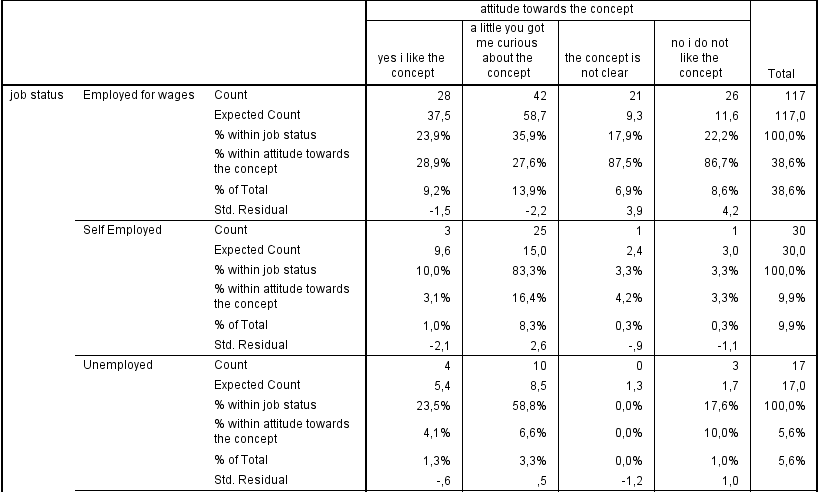 attitude towards the concept
yes i like the concept a little you got me curious about the concept the concept is not clear no i do not like the concept Total
job status Employed for wages Count 28 42 21 26 117
Expected Count 37,5 58,7 9,3 11,6 117,0
% within job status 23,9% 35,9% 17,9% 22,2% 100,0%
% within attitude towards the concept 28,9% 27,6% 87,5% 86,7% 38,6%
% of Total 9,2% 13,9% 6,9% 8,6% 38,6%
Std. Residual -1,5 -2,2 3,9 4,2
Self Employed Count 3 25 1 1 30
Expected Count 9,6 15,0 2,4 3,0 30,0
% within job status 10,0% 83,3% 3,3% 3,3% 100,0%
% within attitude towards the concept 3,1% 16,4% 4,2% 3,3% 9,9%
% of Total 1,0% 8,3% 0,3% 0,3% 9,9%
Std. Residual -2,1 2,6 -,9 -1,1
Unemployed Count 4 10 0 3 17
Expected Count 5,4 8,5 1,3 1,7 17,0
% within job status 23,5% 58,8% 0,0% 17,6% 100,0%
% within attitude towards the concept 4,1% 6,6% 0,0% 10,0% 5,6%
% of Total 1,3% 3,3% 0,0% 1,0% 5,6%
Std. Residual -,6 ,5 -1,2 1,0